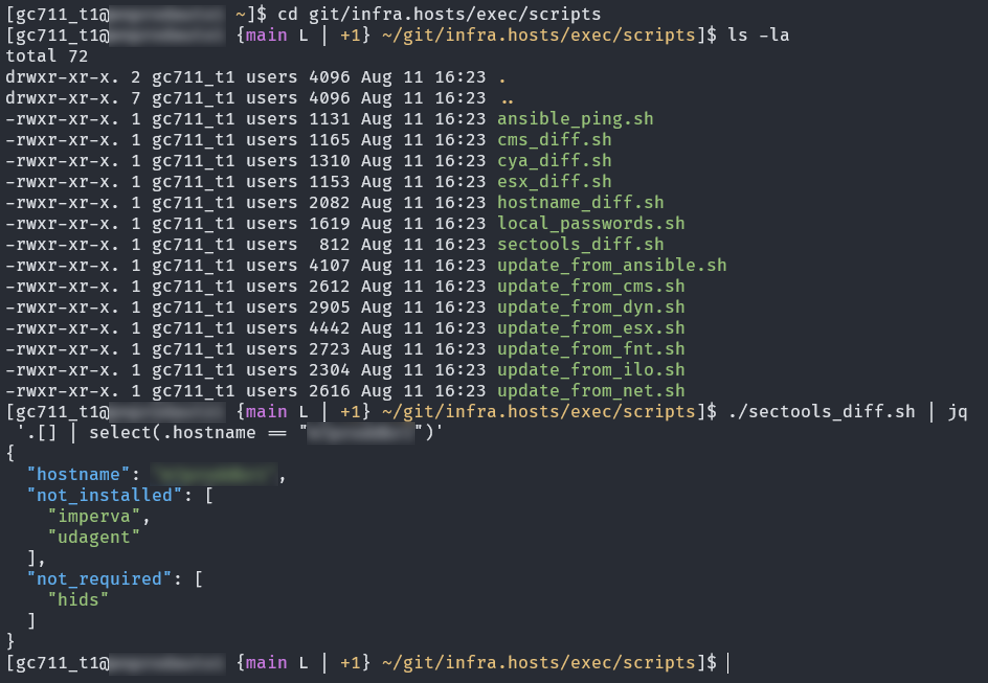 [gc711_t1@ ~]$ cd git/infra.hosts/exec/scripts
[gc711_t1@ {main L | +1} ~/git/infra.hosts/exec/scripts]$ ls -la
total 72
drwxr-xr-x. 2 gc711_t1 users 4096 Aug 11 16:23 .
drwxr-xr-x. 7 gc711_t1 users 4096 Aug 11 16:23 ..
-rwxr-xr-x. 1 gc711_t1 users 1131 Aug 11 16:23 ansible_ping.sh
-rwxr-xr-x. 1 gc711_t1 users 1165 Aug 11 16:23 cms_diff.sh
-rwxr-xr-x. 1 gc711_t1 users 1310 Aug 11 16:23 cya_diff.sh
-rwxr-xr-x. 1 gc711_t1 users 1153 Aug 11 16:23 esx_diff.sh
-rwxr-xr-x. 1 gc711_t1 users 2082 Aug 11 16:23 hostname_diff.sh
-rwxr-xr-x. 1 gc711_t1 users 1619 Aug 11 16:23 local_passwords.sh
-rwxr-xr-x. 1 gc711_t1 users  812 Aug 11 16:23 sectools_diff.sh
-rwxr-xr-x. 1 gc711_t1 users 4107 Aug 11 16:23 update_from_ansible.sh
-rwxr-xr-x. 1 gc711_t1 users 2612 Aug 11 16:23 update_from_cms.sh
-rwxr-xr-x. 1 gc711_t1 users 2905 Aug 11 16:23 update_from_dyn.sh
-rwxr-xr-x. 1 gc711_t1 users 4442 Aug 11 16:23 update_from_esx.sh
-rwxr-xr-x. 1 gc711_t1 users 2723 Aug 11 16:23 update_from_fnt.sh
-rwxr-xr-x. 1 gc711_t1 users 2304 Aug 11 16:23 update_from_ilo.sh
-rwxr-xr-x. 1 gc711_t1 users 2616 Aug 11 16:23 update_from_net.sh
[gc711_t1@ {main L | +1} ~/git/infra.hosts/exec/scripts]$ ./sectools_diff.sh | jq
 '.[] | select(.hostname == "")'
{
  "hostname": ,
  "not_installed": [
    "imperva",
    "udagent"
  ],
  "not_required": [
    "hids"
  ]
}
[gc711_t1@ {main L | +1} ~/git/infra.hosts/exec/scripts]$